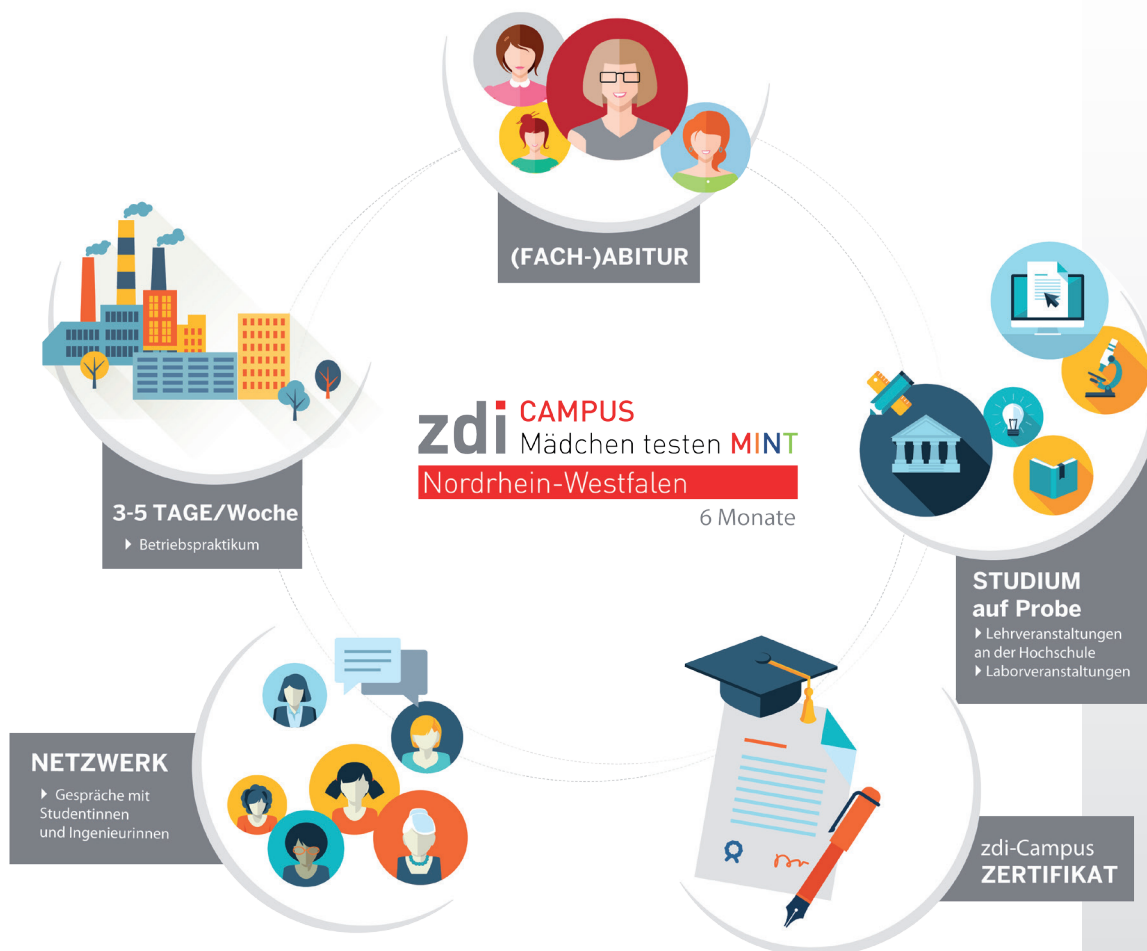 (FACH-)ABITUR
zdi CAMPUS
Mädchen testen MINT
Nordrhein-Westfalen
6 Monate
3-5 TAGE/Woche
▶ Betriebspraktikum
STUDIUM
auf Probe
▶ Lehrveranstaltungen
an der Hochschule
▶ Laborveranstaltungen
NETZWERK
▶ Gespräche mit
Studentinnen
und Ingenieurinnen
zdi-Campus
ZERTIFIKAT